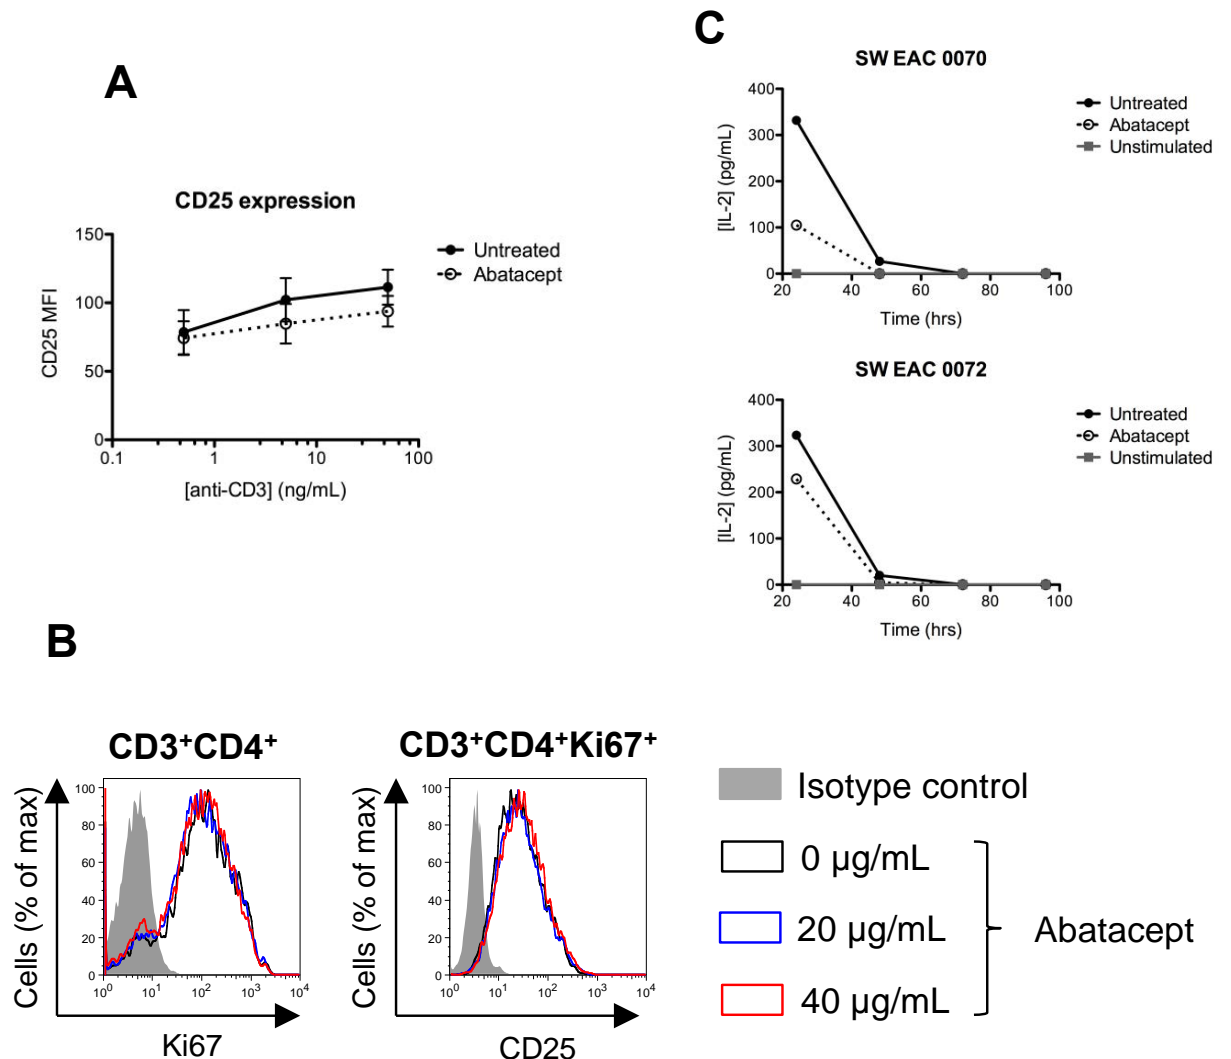 A
CD25 expression
150
100
50
0
0.1
1
10
100
CD25 MFI
[anti-CD3] (ng/mL)
Untreated
Abatacept
C
SW EAC 0070
400
300
200
100
0
20
40
60
80
100
[IL-2] (pg/mL)
Time (hrs)
Untreated
Abatacept
Unstimulated
SW EAC 0072
400
300
200
100
0
20
40
60
80
100
[IL-2] (pg/mL)
Time (hrs)
Untreated
Abatacept
Unstimulated
B
CD3⁺CD4⁺
100
80
60
40
20
0
10⁰
10¹
10²
10³
10⁴
Cells (% of max)
Ki67
CD3⁺CD4⁺Ki67⁺
100
80
60
40
20
0
10⁰
10¹
10²
10³
10⁴
Cells (% of max)
CD25
Isotype control
0 µg/mL
20 µg/mL
40 µg/mL
Abatacept